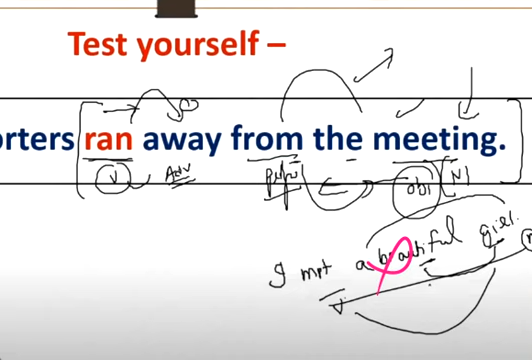 Test yourself –
orters ran away from the meeting.
V Adv obj N
I met a beautiful girl.